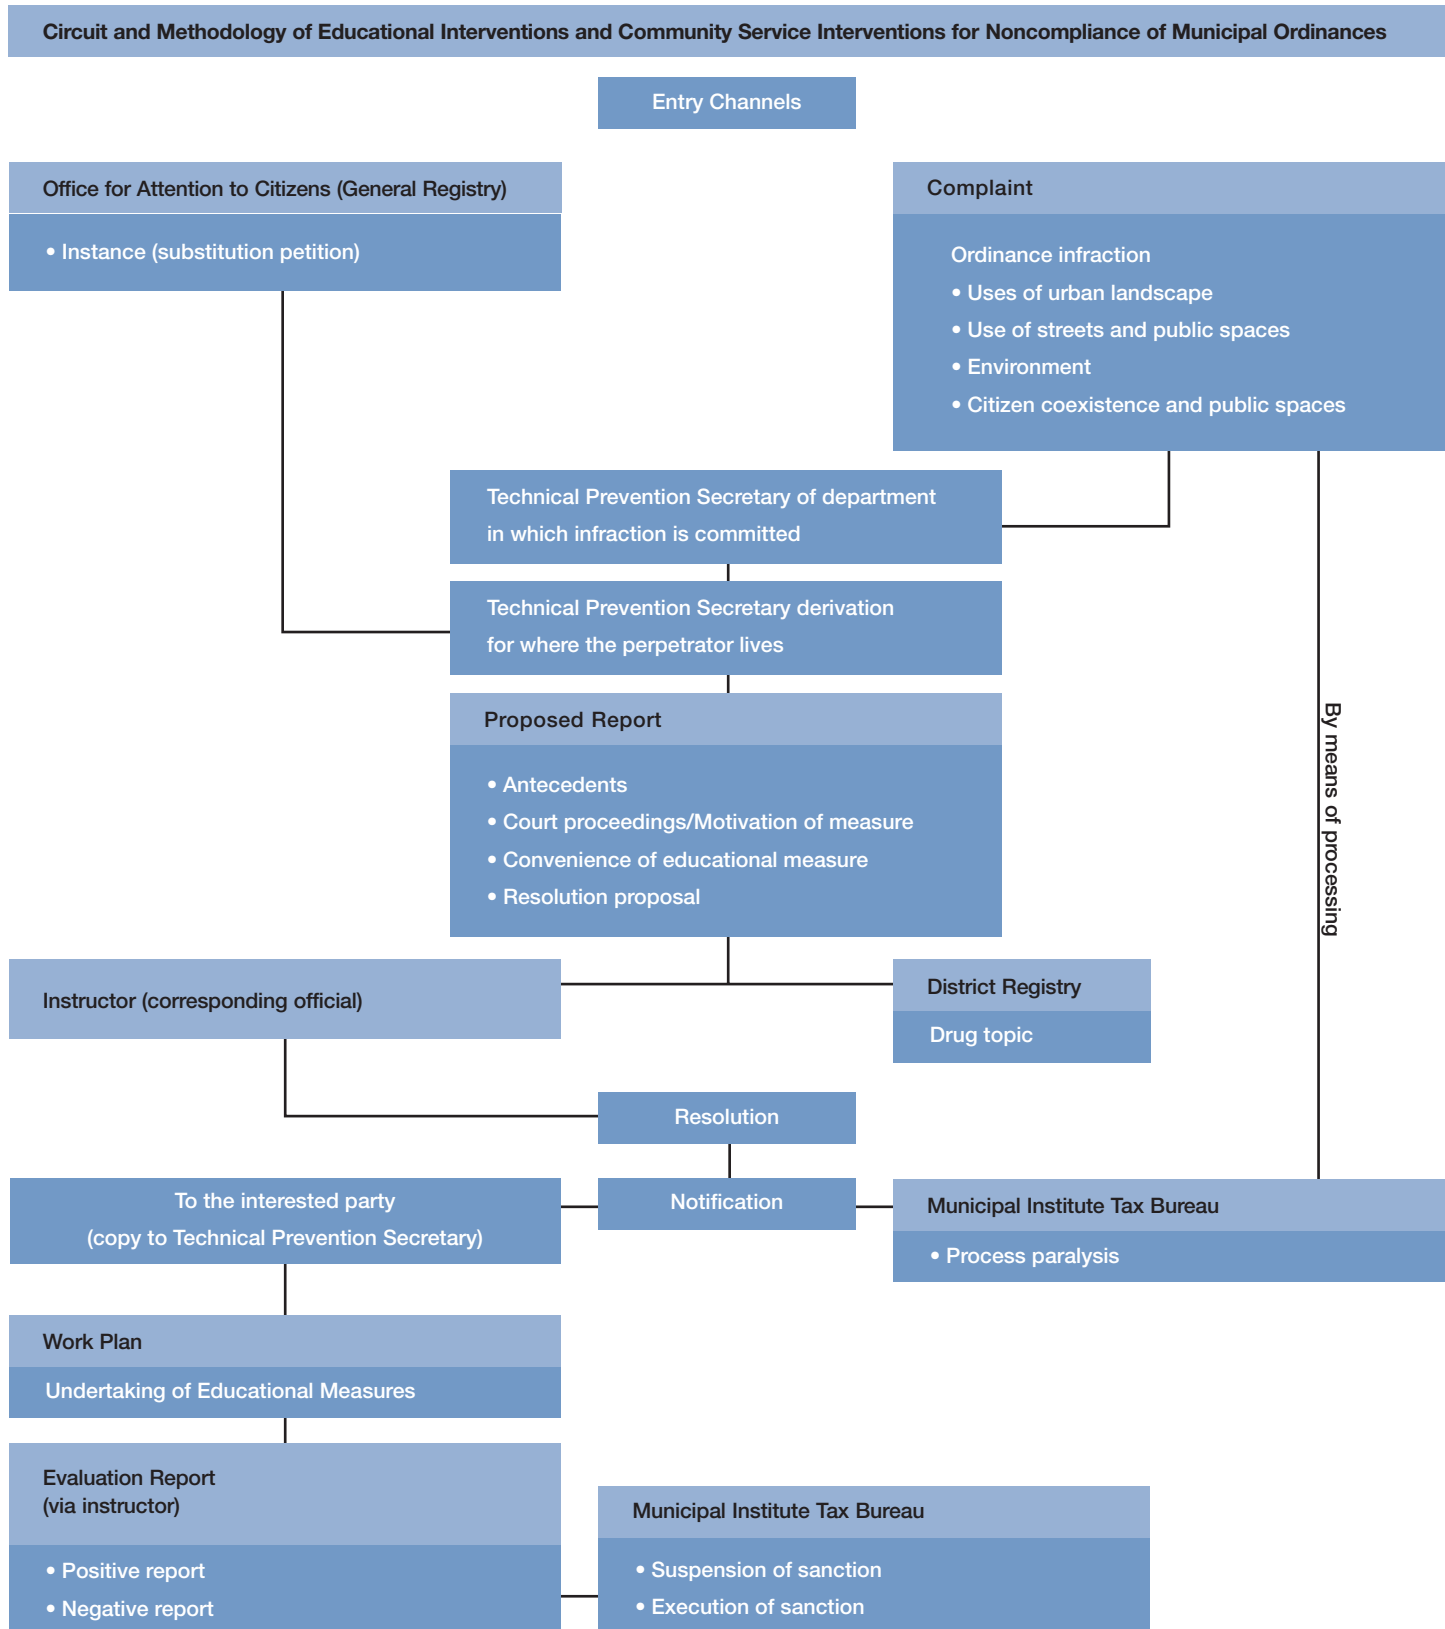 Circuit and Methodology of Educational Interventions and Community Service Interventions for Noncompliance of Municipal Ordinances
Entry Channels
Office for Attention to Citizens (General Registry)
• Instance (substitution petition)
Complaint
Ordinance infraction
• Uses of urban landscape
• Use of streets and public spaces
• Environment
• Citizen coexistence and public spaces
Technical Prevention Secretary of department
in which infraction is committed
Technical Prevention Secretary derivation
for where the perpetrator lives
Proposed Report
• Antecedents
• Court proceedings/Motivation of measure
• Convenience of educational measure
• Resolution proposal
By means of processing
Instructor (corresponding official)
District Registry
Drug topic
Resolution
To the interested party
(copy to Technical Prevention Secretary)
Notification
Municipal Institute Tax Bureau
• Process paralysis
Work Plan
Undertaking of Educational Measures
Evaluation Report
(via instructor)
• Positive report
• Negative report
Municipal Institute Tax Bureau
• Suspension of sanction
• Execution of sanction